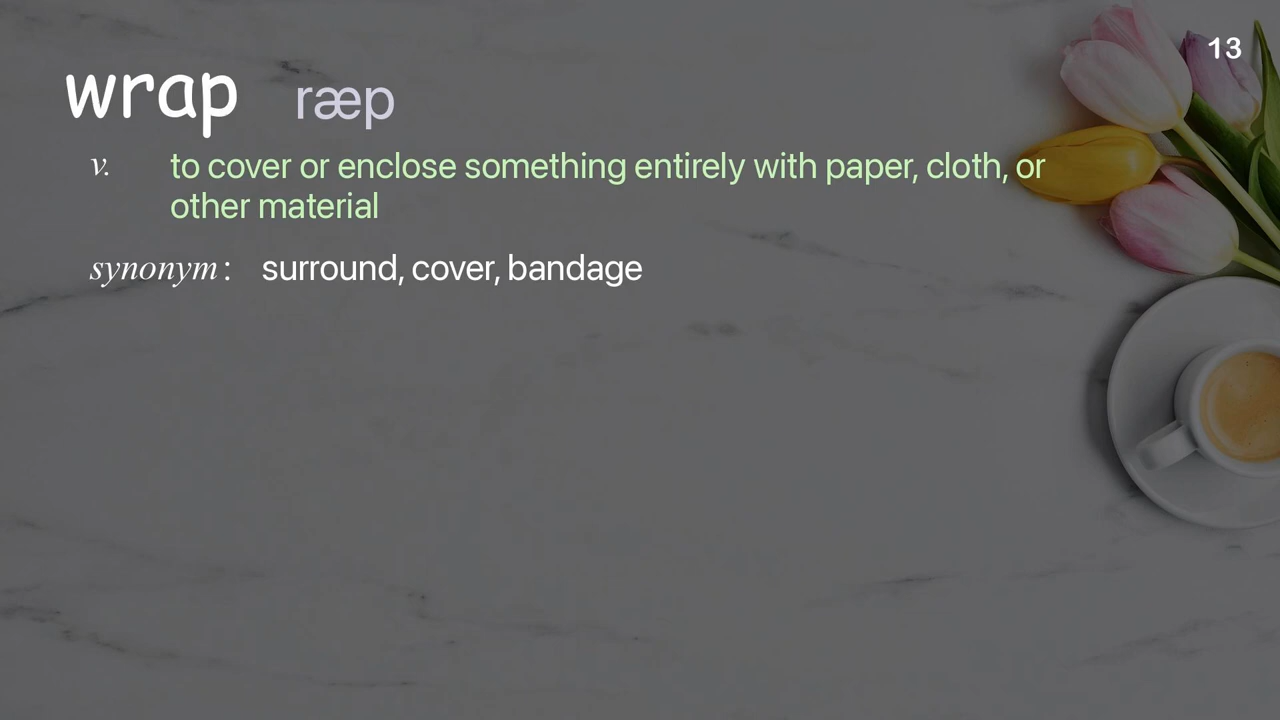 13
wrap ræp
v. to cover or enclose something entirely with paper, cloth, or
other material
synonym : surround, cover, bandage